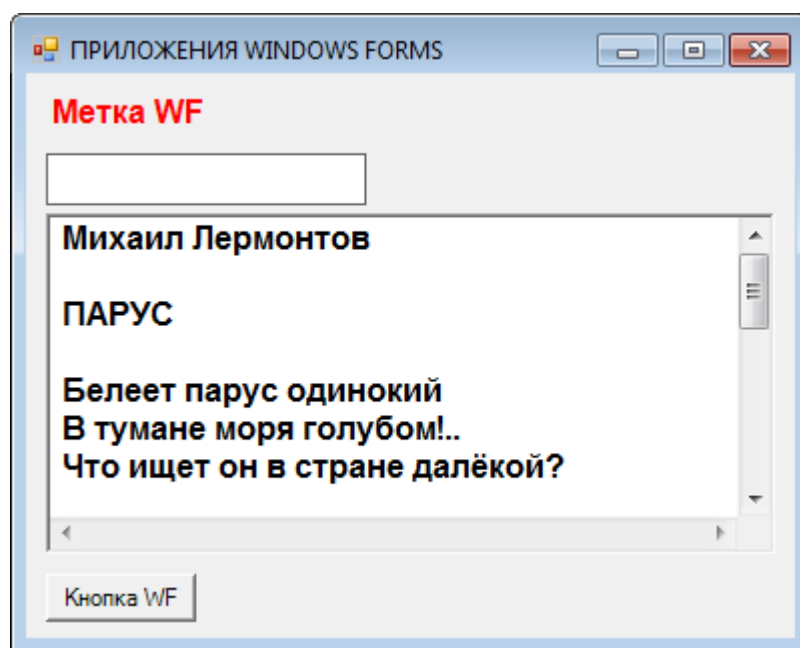 ПРИЛОЖЕНИЯ WINDOWS FORMS
Метка WF
Михаил Лермонтов
ПАРУС
Белеет парус одинокий
В тумане моря голубом!..
Что ищет он в стране далёкой?
Кнопка WF